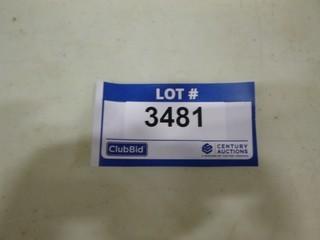 LOT #
3481
ClubBid
CENTURY
AUCTIONS